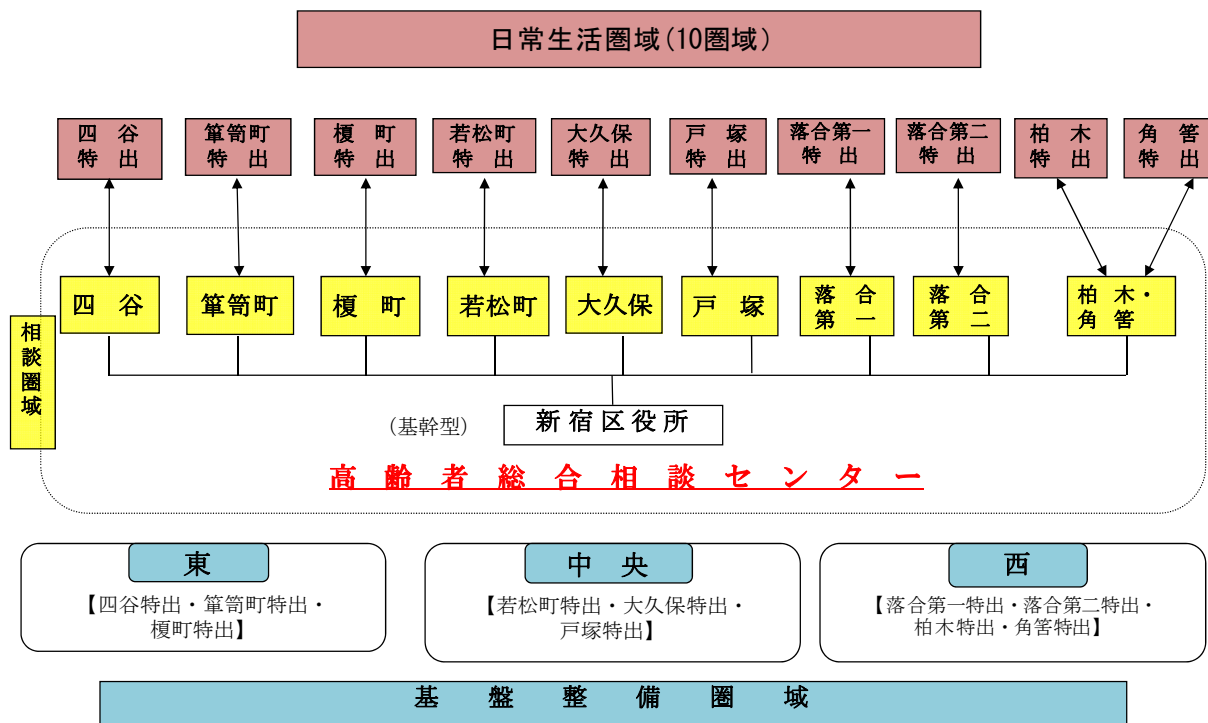 日常生活圏域(10圏域)
四谷
特出
簞笥町
特出
榎町
特出
若松町
特出
大久保
特出
戸塚
特出
落合第一
特出
落合第二
特出
柏木
特出
角筈
特出
相談圏域
四谷
簞笥町
榎町
若松町
大久保
戸塚
落合
第一
落合
第二
柏木・
角筈
(基幹型)
新宿区役所
高齢者総合相談センター
東
【四谷特出・簞笥町特出・
榎町特出】
中央
【若松町特出・大久保特出・
戸塚特出】
西
【落合第一特出・落合第二特出・
柏木特出・角筈特出】
基盤整備圏域